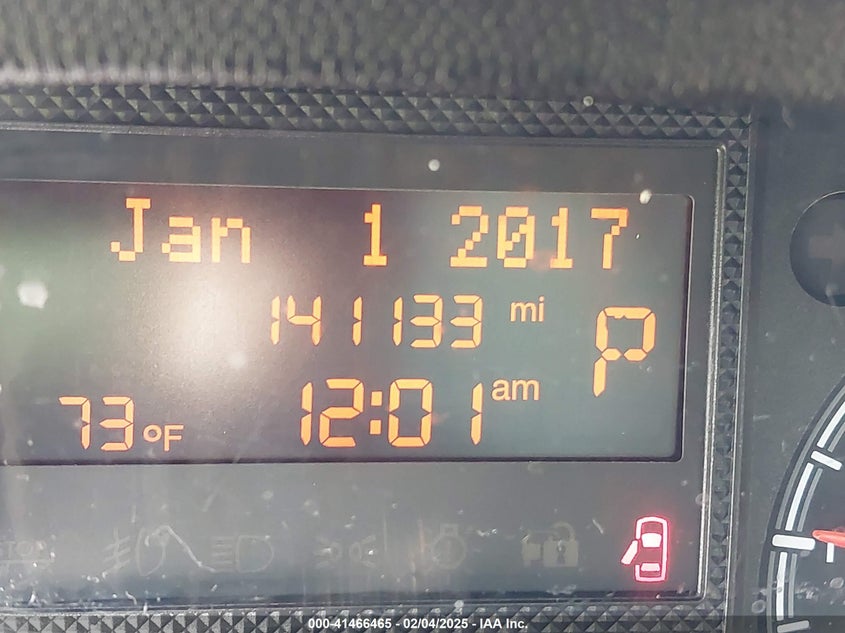 Jan 1 2017
141133 mi
P
73°F 12:01 am
000-41466465 - 02/04/2025 - IAA Inc.